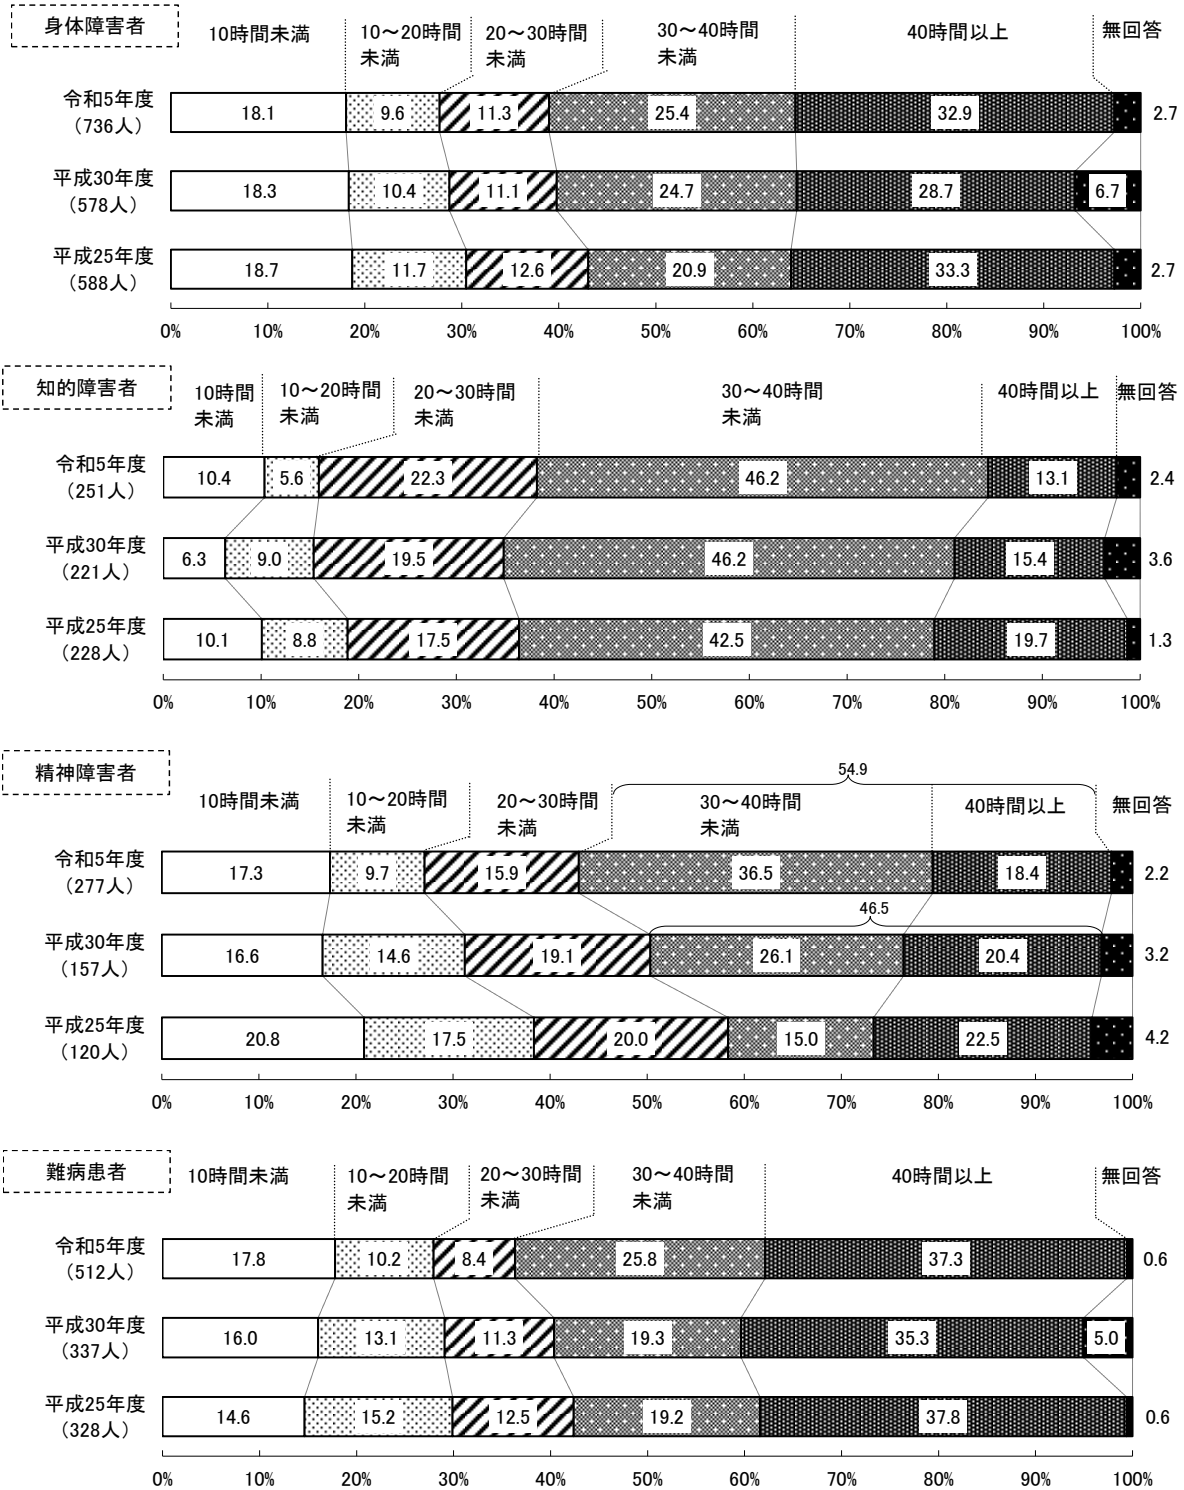 身体障害者
10時間未満
10～20時間
未満
20～30時間
未満
30～40時間
未満
40時間以上
無回答
令和5年度
（736人）
18.1
9.6
11.3
25.4
32.9
2.7
平成30年度
（578人）
18.3
10.4
11.1
24.7
28.7
6.7
平成25年度
（588人）
18.7
11.7
12.6
20.9
33.3
2.7
0% 10% 20% 30% 40% 50% 60% 70% 80% 90% 100%
知的障害者
10時間
未満
10～20時間
未満
20～30時間
未満
30～40時間
未満
40時間以上
無回答
令和5年度
（251人）
10.4
5.6
22.3
46.2
13.1
2.4
平成30年度
（221人）
6.3
9.0
19.5
46.2
15.4
3.6
平成25年度
（228人）
10.1
8.8
17.5
42.5
19.7
1.3
0% 10% 20% 30% 40% 50% 60% 70% 80% 90% 100%
精神障害者
54.9
10時間未満
10～20時間
未満
20～30時間
未満
30～40時間
未満
40時間以上
無回答
令和5年度
（277人）
17.3
9.7
15.9
36.5
18.4
2.2
46.5
平成30年度
（157人）
16.6
14.6
19.1
26.1
20.4
3.2
平成25年度
（120人）
20.8
17.5
20.0
15.0
22.5
4.2
0% 10% 20% 30% 40% 50% 60% 70% 80% 90% 100%
難病患者
10時間未満
10～20時間
未満
20～30時間
未満
30～40時間
未満
40時間以上
無回答
令和5年度
（512人）
17.8
10.2
8.4
25.8
37.3
0.6
平成30年度
（337人）
16.0
13.1
11.3
19.3
35.3
5.0
平成25年度
（328人）
14.6
15.2
12.5
19.2
37.8
0.6
0% 10% 20% 30% 40% 50% 60% 70% 80% 90% 100%